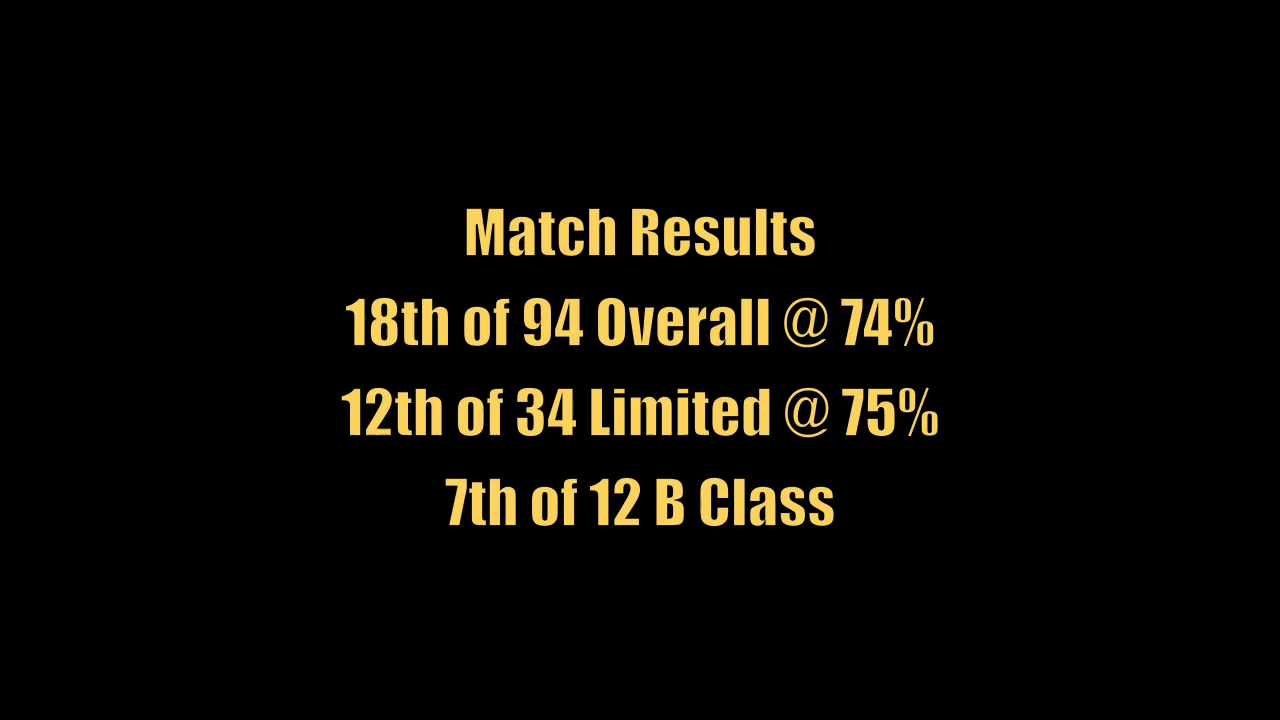 Match Results
18th of 94 Overall @ 74%
12th of 34 Limited @ 75%
7th of 12 B Class